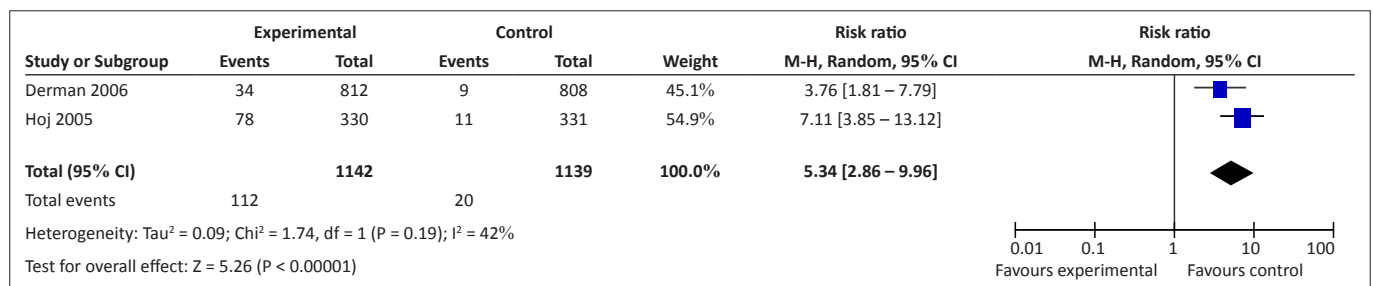 Experimental Control Risk ratio Risk ratio
Study or Subgroup Events Total Events Total Weight M-H, Random, 95% CI M-H, Random, 95% CI
Derman 2006 34 812 9 808 45.1% 3.76 [1.81 – 7.79]
Hoj 2005 78 330 11 331 54.9% 7.11 [3.85 – 13.12]
Total (95% CI) 1142 1139 100.0% 5.34 [2.86 – 9.96]
Total events 112 20
Heterogeneity: Tau² = 0.09; Chi² = 1.74, df = 1 (P = 0.19); I² = 42%
Test for overall effect: Z = 5.26 (P < 0.00001)
0.01 0.1 1 10 100
Favours experimental Favours control